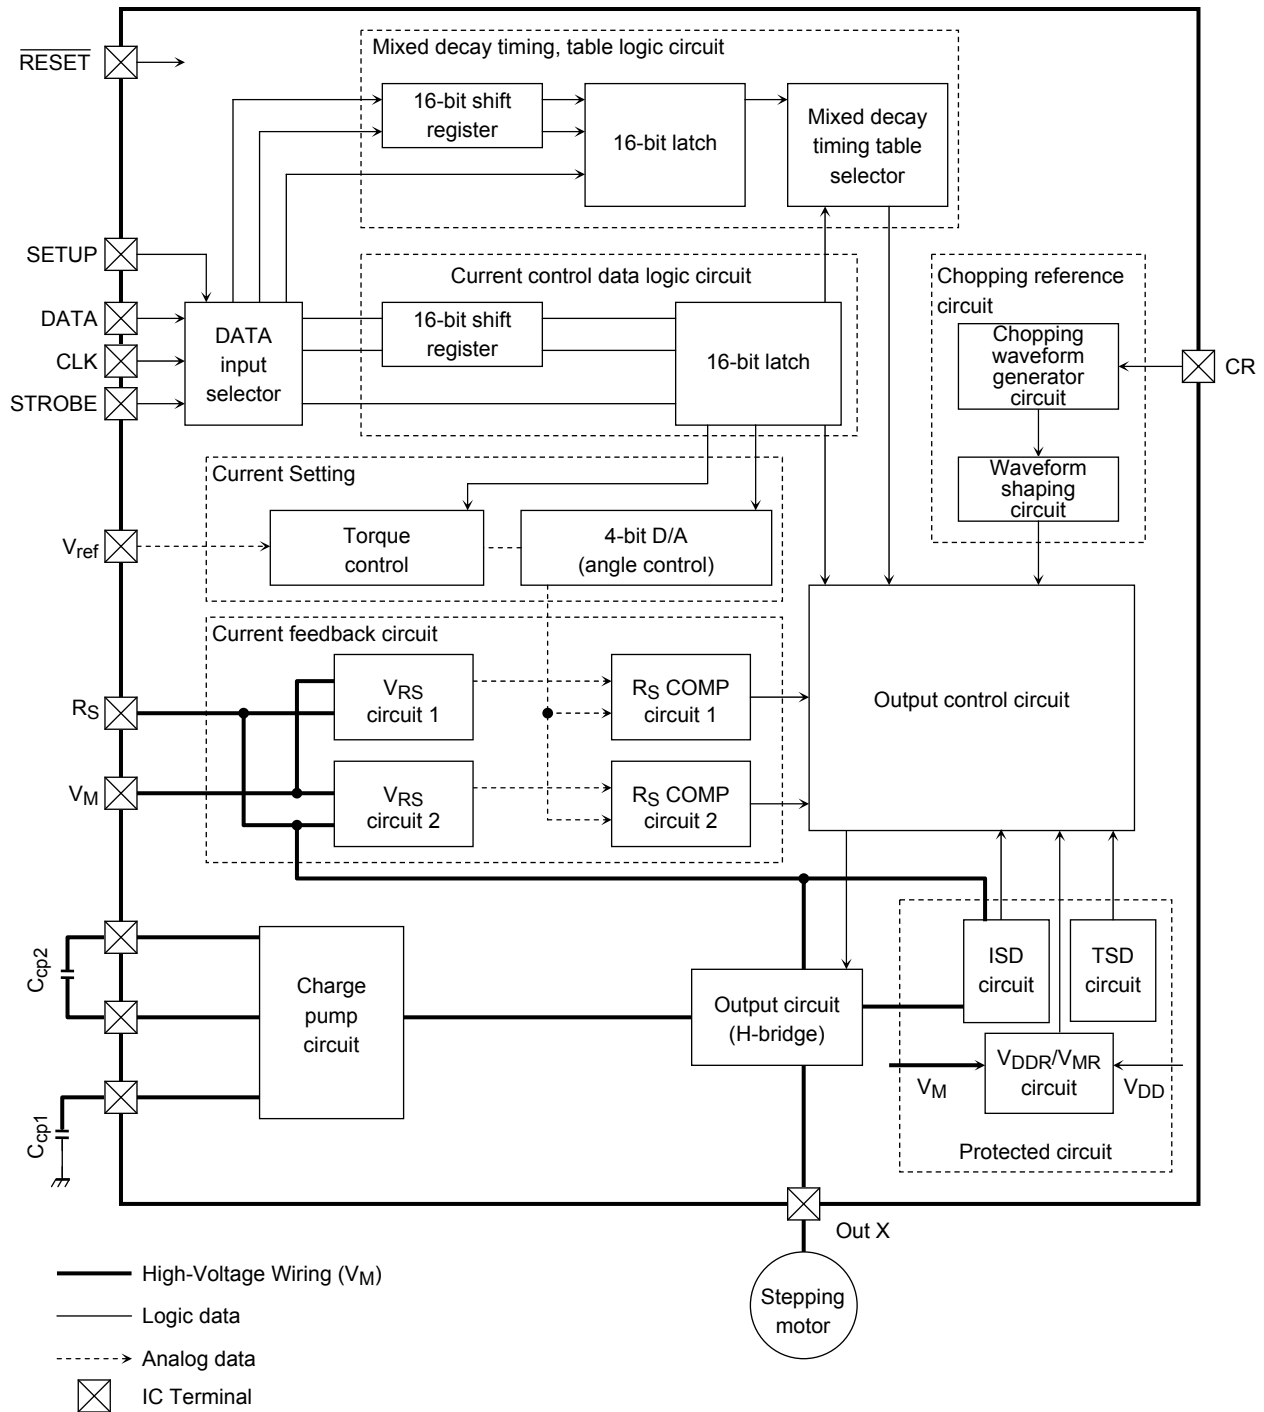 RESET
Mixed decay timing, table logic circuit
16-bit shift
register
16-bit latch
Mixed decay
timing table
selector
SETUP
DATA
CLK
STROBE
DATA
input
selector
Current control data logic circuit
16-bit shift
register
16-bit latch
Chopping reference
circuit
Chopping
waveform
generator
circuit
CR
Waveform
shaping
circuit
Current Setting
Vref
Torque
control
4-bit D/A
(angle control)
Current feedback circuit
RS
VM
VRS
circuit 1
RS COMP
circuit 1
VRS
circuit 2
RS COMP
circuit 2
Output control circuit
Ccp2
Ccp1
Charge
pump
circuit
Output circuit
(H-bridge)
ISD
circuit
TSD
circuit
VM
VDDR/VMR
circuit
VDD
Protected circuit
Out X
Stepping
motor
High-Voltage Wiring (VM)
Logic data
Analog data
IC Terminal